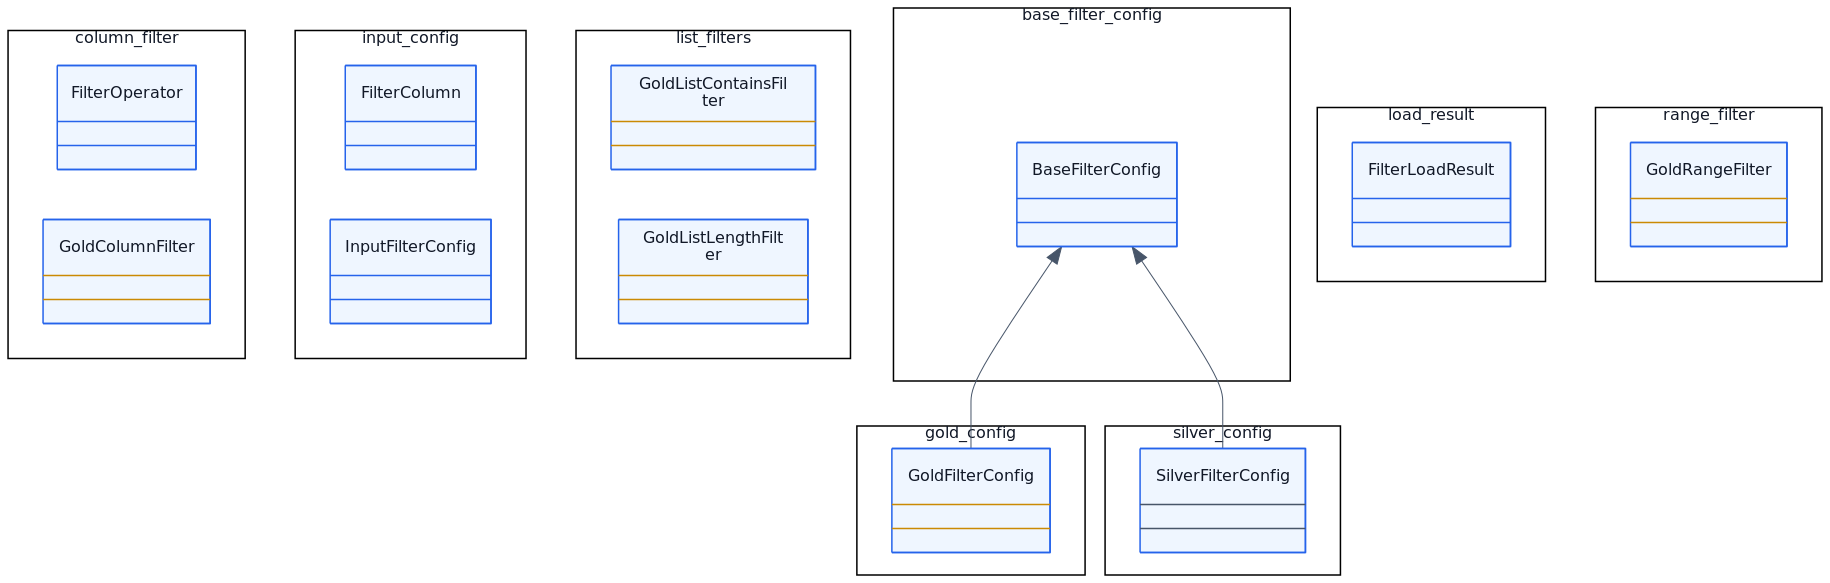 column_filter
FilterOperator
GoldColumnFilter
input_config
FilterColumn
InputFilterConfig
list_filters
GoldListContainsFil
ter
GoldListLengthFilt
er
base_filter_config
BaseFilterConfig
load_result
FilterLoadResult
range_filter
GoldRangeFilter
gold_config
GoldFilterConfig
silver_config
SilverFilterConfig